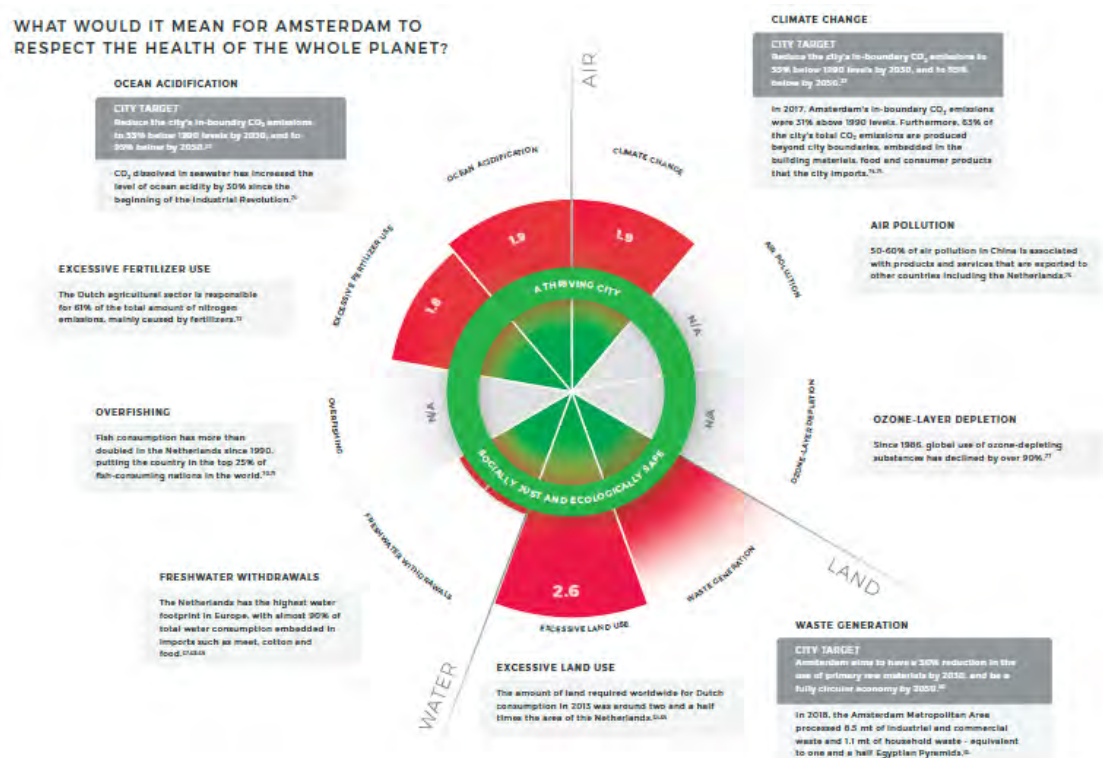 WHAT WOULD IT MEAN FOR AMSTERDAM TO
RESPECT THE HEALTH OF THE WHOLE PLANET?
OCEAN ACIDIFICATION
CITY TARGET
Reduce the city's in-boundry CO₂ emissions
to 55% below 1990 levels by 2030, and to
95% below by 2050.
CO₂ dissolved in seawater has increased the
level of ocean acidity by 30% since the
beginning of the Industrial Revolution.
EXCESSIVE FERTILIZER USE
The Dutch agricultural sector is responsible
for 61% of the total amount of nitrogen
emissions, mainly caused by fertilizers.
OVERFISHING
Fish consumption has more than
doubled in the Netherlands since 1990,
putting the country in the top 25% of
fish-consuming nations in the world.
FRESHWATER WITHDRAWALS
The Netherlands has the highest water
footprint in Europe, with almost 90% of
total water consumption embedded in
imports such as meat, cotton and
food.
AIR
OCEAN ACIDIFICATION
CLIMATE CHANGE
EXCESSIVE FERTILIZER USE
AIR POLLUTION
1.9
1.9
1.8
A THRIVING CITY
N/A
N/A
N/A
OVERFISHING
OZONE-LAYER DEPLETION
SOCIALLY JUST AND ECOLOGICALLY SAFE
FRESHWATER WITHDRAWALS
2.6
WASTE GENERATION
EXCESSIVE LAND USE
LAND
WATER
EXCESSIVE LAND USE
The amount of land required worldwide for Dutch
consumption in 2013 was around two and a half
times the area of the Netherlands.
CLIMATE CHANGE
CITY TARGET
Reduce the city's in-boundary CO₂ emissions to
55% below 1990 levels by 2030, and to 95%
below by 2050.
In 2017, Amsterdam's in-boundary CO₂ emissions
were 31% above 1990 levels. Furthermore, 63% of
the city's total CO₂ emissions are produced
beyond city boundaries, embedded in the
building materials, food and consumer products
that the city imports.
AIR POLLUTION
50-60% of air pollution in China is associated
with products and services that are exported to
other countries including the Netherlands.
OZONE-LAYER DEPLETION
Since 1986, global use of ozone-depleting
substances has declined by over 90%.
WASTE GENERATION
CITY TARGET
Amsterdam aims to have a 50% reduction in the
use of primary raw materials by 2030, and be a
fully circular economy by 2050.
In 2018, the Amsterdam Metropolitan Area
processed 8.5 mt of industrial and commercial
waste and 1.1 mt of household waste - equivalent
to one and a half Egyptian Pyramids.